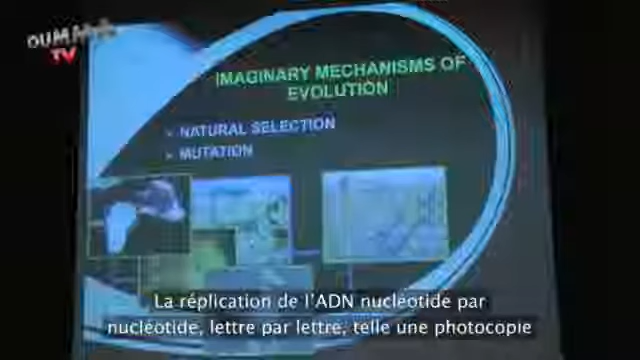 OUMMA
TV
IMAGINARY MECHANISMS OF
EVOLUTION
➢ NATURAL SELECTION
➢ MUTATION
La réplication de l'ADN nucléotide par
nucléotide, lettre par lettre, telle une photocopie